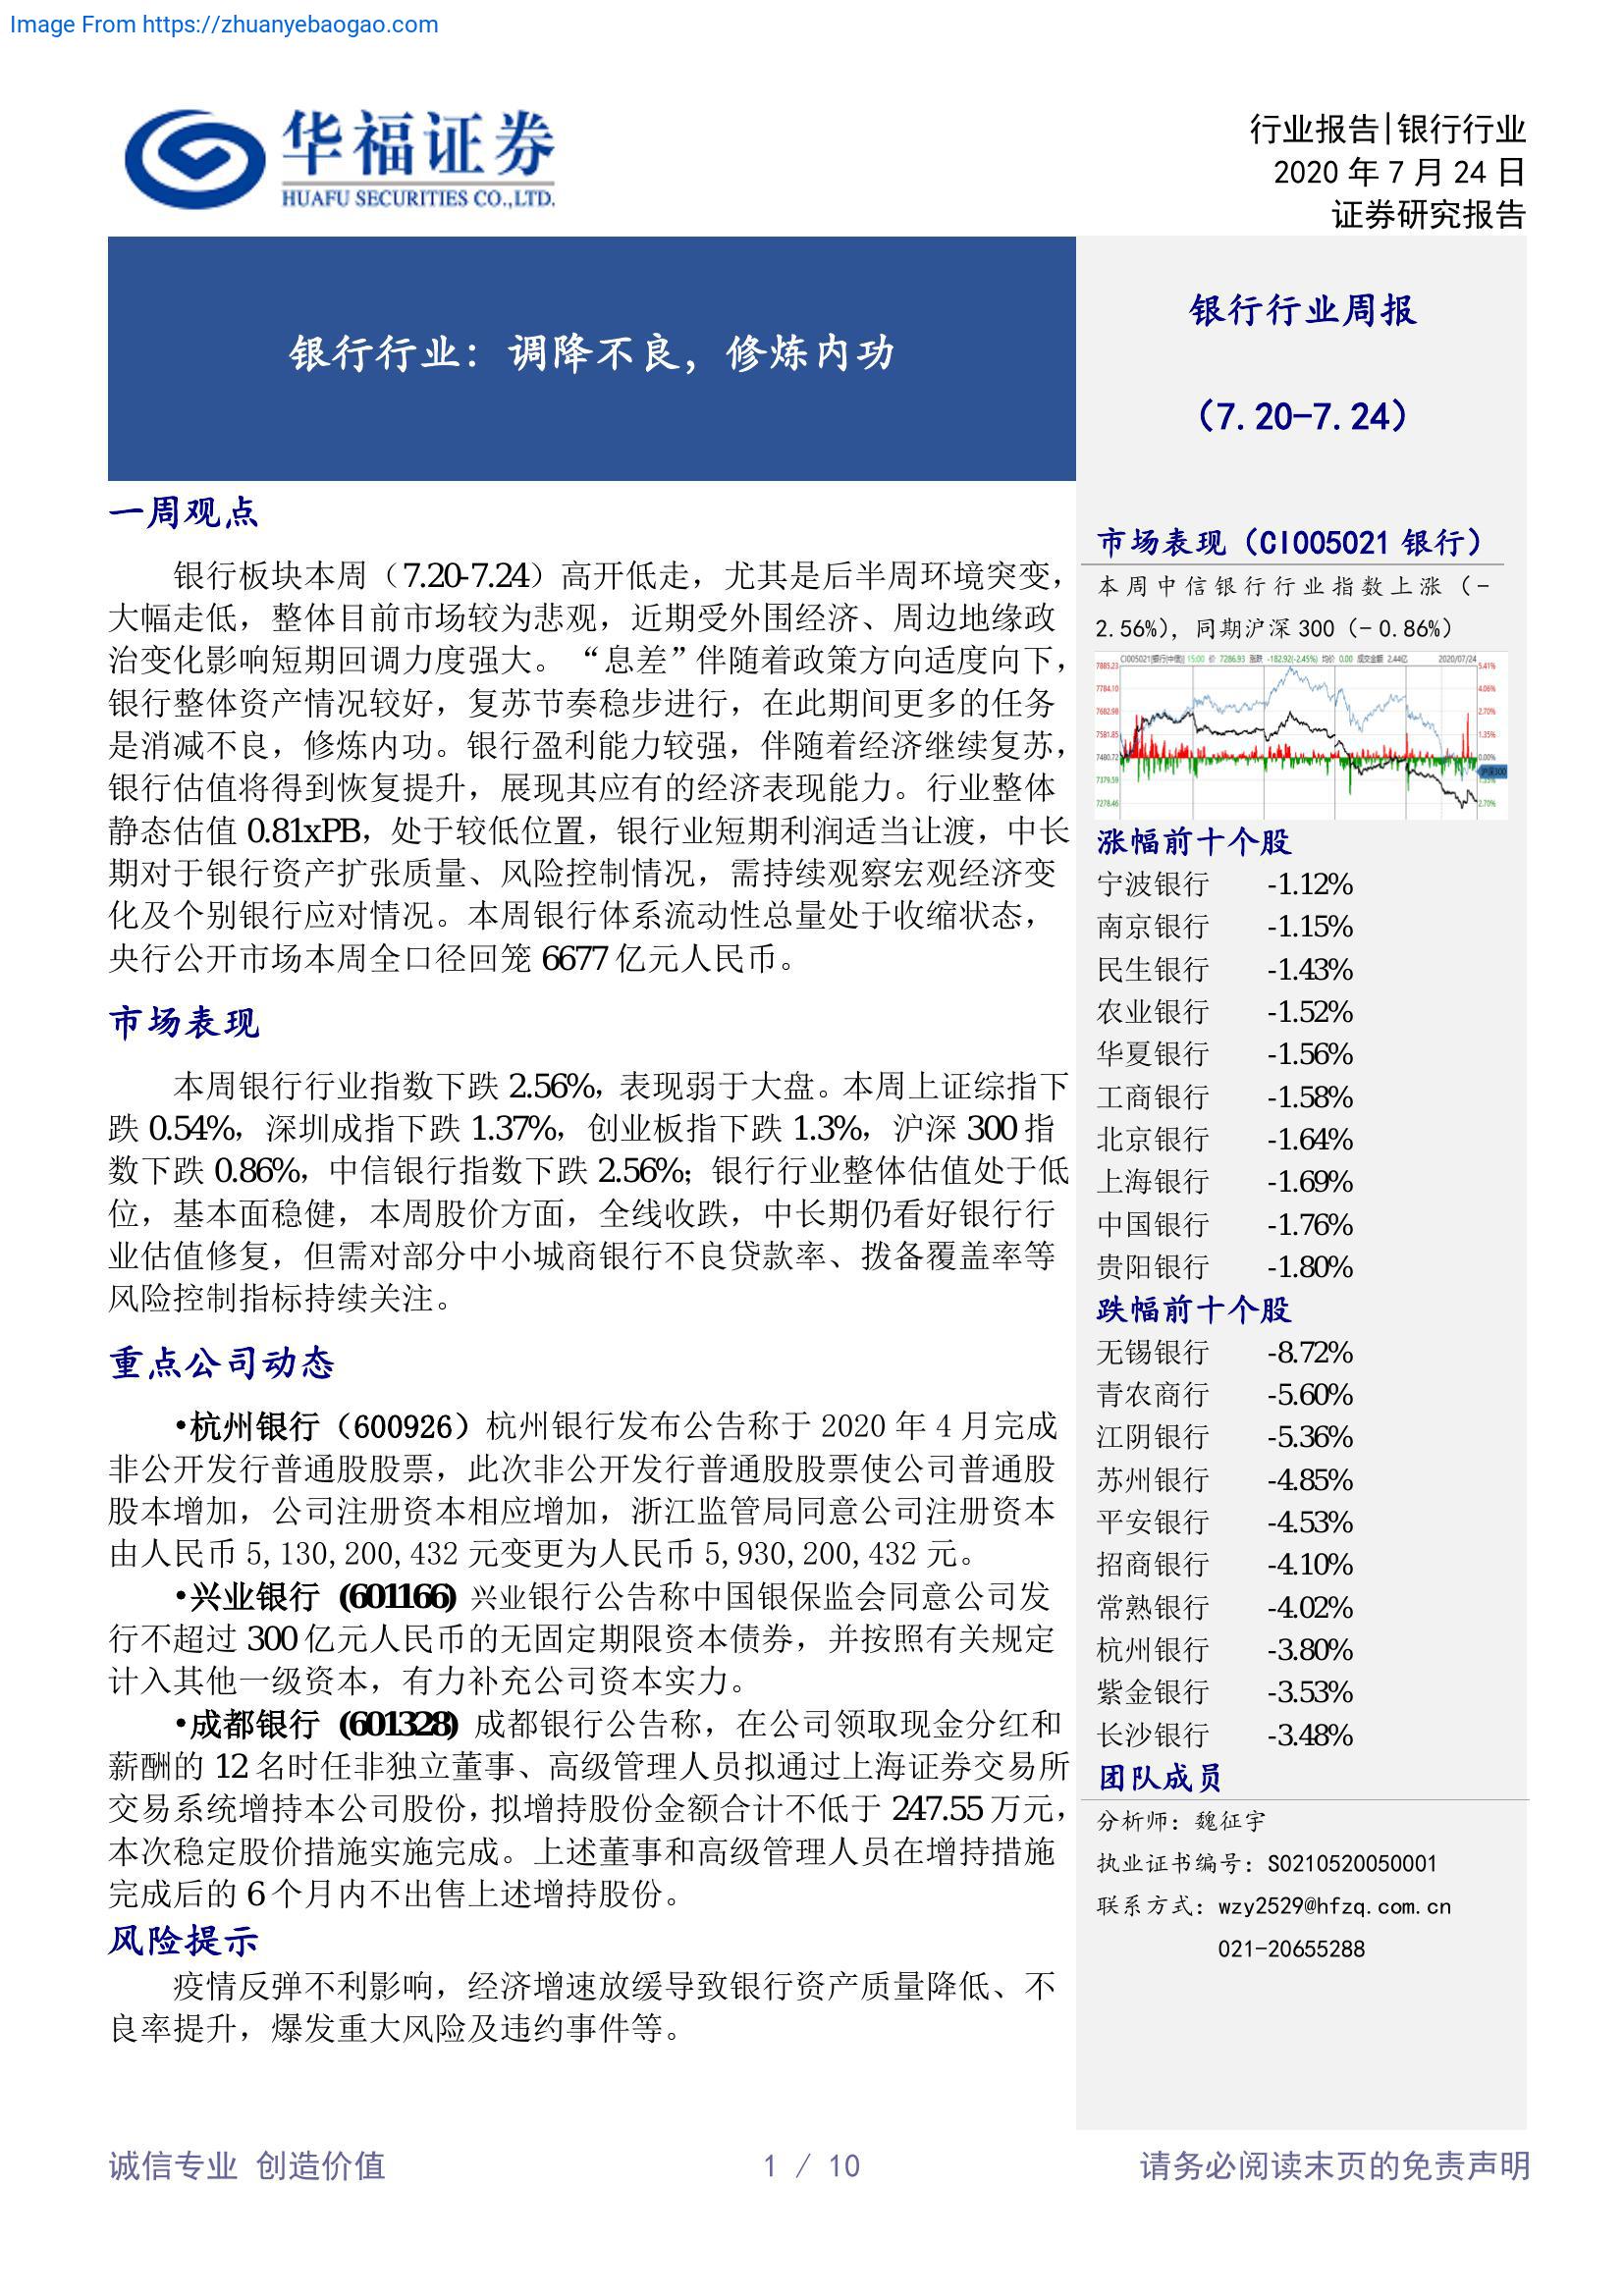 Image From https://zhuanyebaogao.com
华福证券
HUAFU SECURITIES CO.,LTD.
行业报告|银行行业
2020 年 7 月 24 日
证券研究报告
银行行业：调降不良，修炼内功
银行行业周报
（7.20-7.24）
一周观点
银行板块本周（7.20-7.24）高开低走，尤其是后半周环境突变，
大幅走低，整体目前市场较为悲观，近期受外围经济、周边地缘政
治变化影响短期回调力度强大。“息差”伴随着政策方向适度向下，
银行整体资产情况较好，复苏节奏稳步进行，在此期间更多的任务
是消减不良，修炼内功。银行盈利能力较强，伴随着经济继续复苏，
银行估值将得到恢复提升，展现其应有的经济表现能力。行业整体
静态估值 0.81xPB，处于较低位置，银行业短期利润适当让渡，中长
期对于银行资产扩张质量、风险控制情况，需持续观察宏观经济变
化及个别银行应对情况。本周银行体系流动性总量处于收缩状态，
央行公开市场本周全口径回笼 6677 亿元人民币。
市场表现
本周银行行业指数下跌 2.56%，表现弱于大盘。本周上证综指下
跌 0.54%，深圳成指下跌 1.37%，创业板指下跌 1.3%，沪深 300 指
数下跌 0.86%，中信银行指数下跌 2.56%；银行行业整体估值处于低
位，基本面稳健，本周股价方面，全线收跌，中长期仍看好银行行
业估值修复，但需对部分中小城商银行不良贷款率、拨备覆盖率等
风险控制指标持续关注。
重点公司动态
•杭州银行（600926）杭州银行发布公告称于 2020 年 4 月完成
非公开发行普通股股票，此次非公开发行普通股股票使公司普通股
股本增加，公司注册资本相应增加，浙江监管局同意公司注册资本
由人民币 5,130,200,432 元变更为人民币 5,930,200,432 元。
•兴业银行 (601166) 兴业银行公告称中国银保监会同意公司发
行不超过 300 亿元人民币的无固定期限资本债券，并按照有关规定
计入其他一级资本，有力补充公司资本实力。
•成都银行 (601328) 成都银行公告称，在公司领取现金分红和
薪酬的 12 名时任非独立董事、高级管理人员拟通过上海证券交易所
交易系统增持本公司股份，拟增持股份金额合计不低于 247.55 万元，
本次稳定股价措施实施完成。上述董事和高级管理人员在增持措施
完成后的 6 个月内不出售上述增持股份。
风险提示
疫情反弹不利影响，经济增速放缓导致银行资产质量降低、不
良率提升，爆发重大风险及违约事件等。
市场表现（CI005021 银行）
本周中信银行行业指数上涨（-
2.56%），同期沪深 300（- 0.86%）
CI005021[银行(中信)] 15:00 价 7286.93 涨跌 -182.92(-2.45%) 均价 0.00 成交金额 2.44亿 2020/07/24
7885.23 5.41%
7784.10 4.06%
7682.98 2.70%
7581.85 1.35%
7480.72 0.00%
沪深300
7379.59
7278.46 2.70%
涨幅前十个股
宁波银行 -1.12%
南京银行 -1.15%
民生银行 -1.43%
农业银行 -1.52%
华夏银行 -1.56%
工商银行 -1.58%
北京银行 -1.64%
上海银行 -1.69%
中国银行 -1.76%
贵阳银行 -1.80%
跌幅前十个股
无锡银行 -8.72%
青农商行 -5.60%
江阴银行 -5.36%
苏州银行 -4.85%
平安银行 -4.53%
招商银行 -4.10%
常熟银行 -4.02%
杭州银行 -3.80%
紫金银行 -3.53%
长沙银行 -3.48%
团队成员
分析师：魏征宇
执业证书编号：S0210520050001
联系方式：wzy2529@hfzq.com.cn
021-20655288
诚信专业 创造价值
1 / 10
请务必阅读末页的免责声明